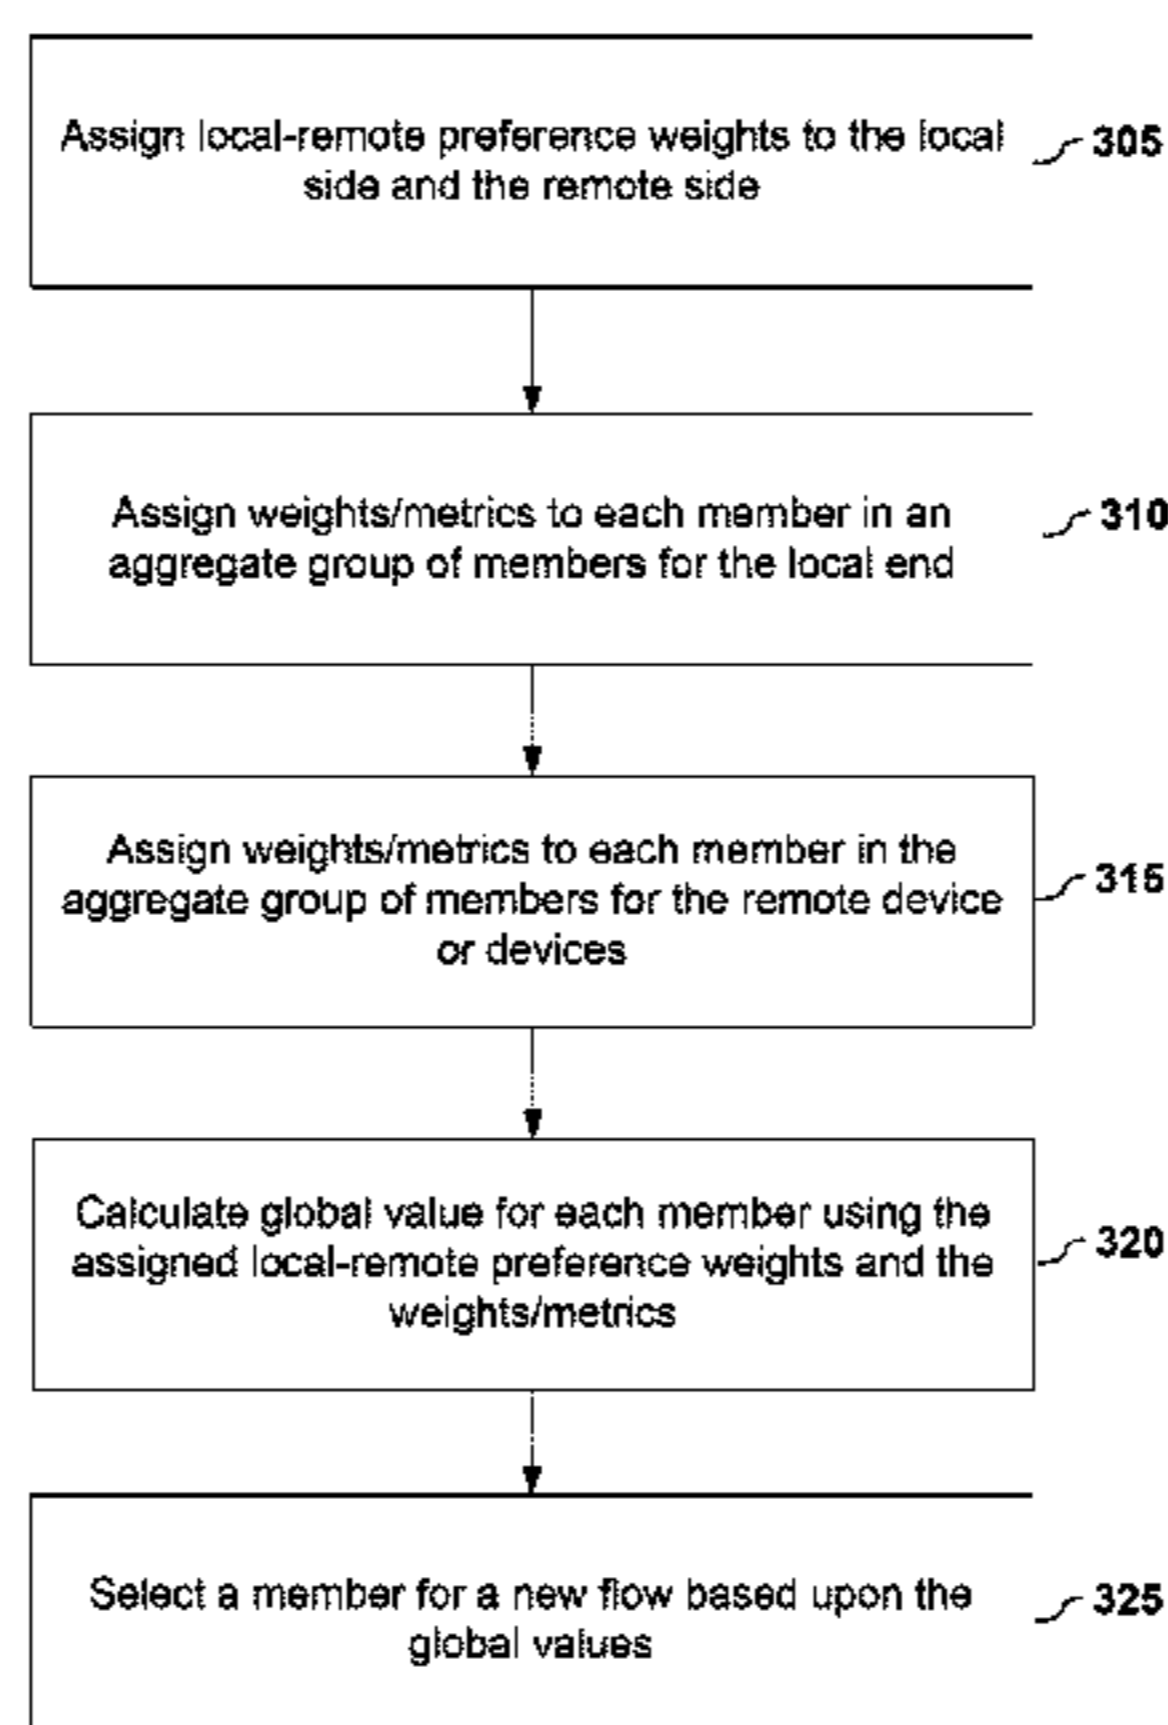 Assign local-remote preference weights to the local
side and the remote side
305
Assign weights/metrics to each member in an
aggregate group of members for the local end
310
Assign weights/metrics to each member in the
aggregate group of members for the remote device
or devices
315
Calculate global value for each member using the
assigned local-remote preference weights and the
weights/metrics
320
Select a member for a new flow based upon the
global values
325